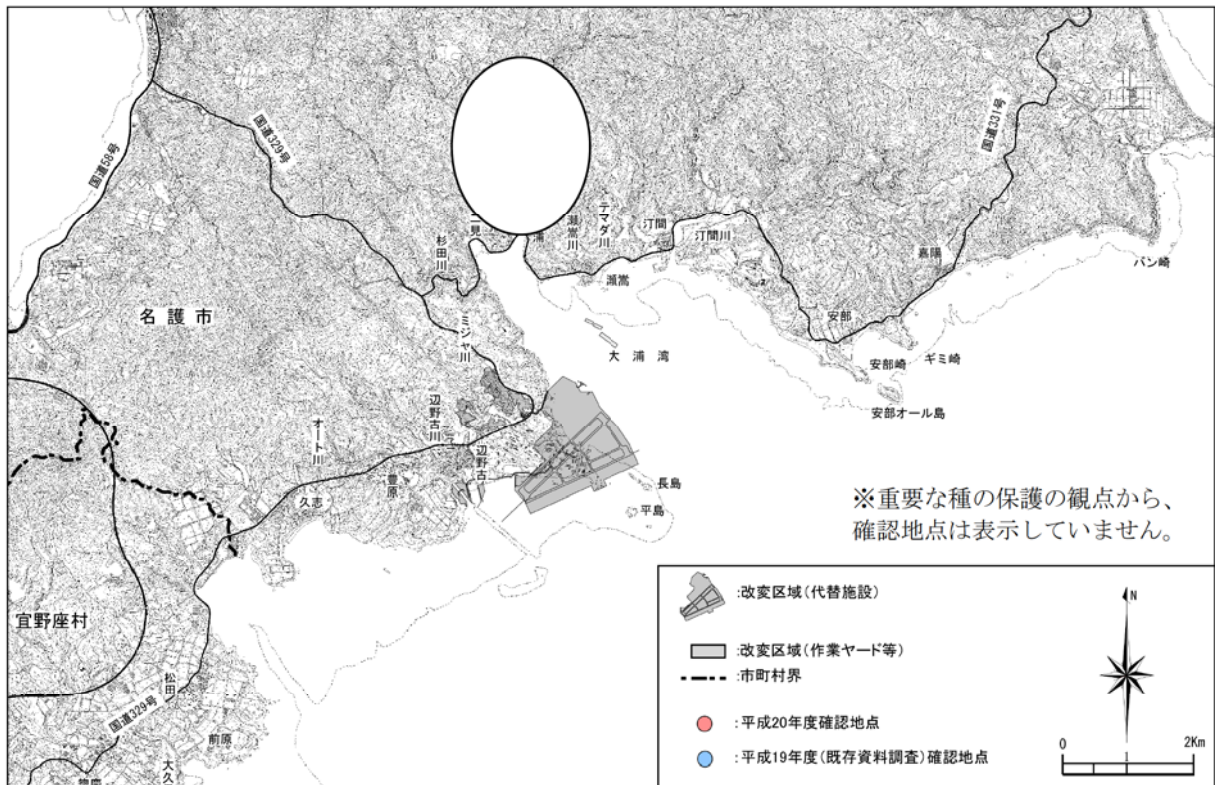 国道58号
国道329号
国道331号
名護市
杉田川
二見
瀬嵩川
テマダ川
汀間
汀間川
瀬嵩
嘉陽
バン崎
安部
安部崎
ギミ崎
安部オール島
大浦湾
ミジャ川
辺野古川
辺野古
オート川
久志
豊原
長島
平島
宜野座村
松田
国道329号
前原
大久
※重要な種の保護の観点から、
確認地点は表示していません。
:改変区域(代替施設)
:改変区域(作業ヤード等)
:市町村界
:平成20年度確認地点
:平成19年度(既存資料調査)確認地点
N
0 1 2Km